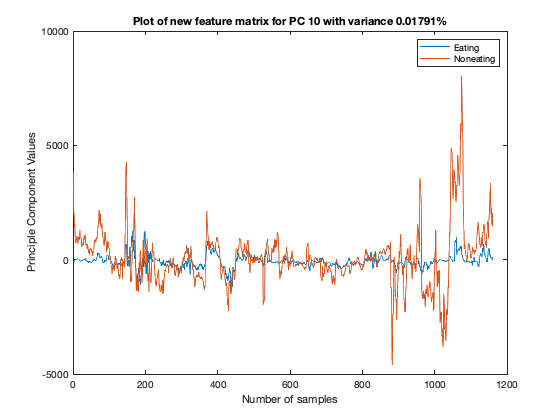 Plot of new feature matrix for PC 10 with variance 0.01791%
10000
5000
0
-5000
0
200
400
600
800
1000
1200
Principle Component Values
Number of samples
Eating
Noneating